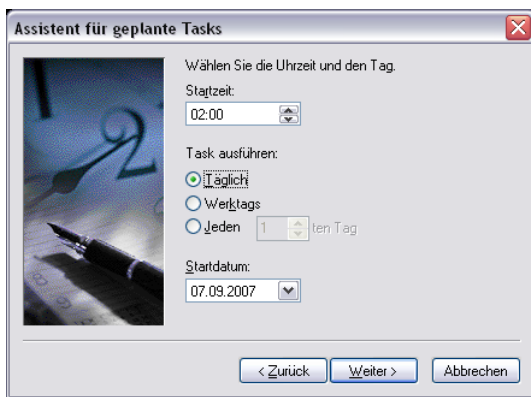 Assistent für geplante Tasks
Wählen Sie die Uhrzeit und den Tag.
Startzeit:
02:00
Task ausführen:
Täglich
Werktags
Jeden 1 ten Tag
Startdatum:
07.09.2007
< Zurück Weiter > Abbrechen